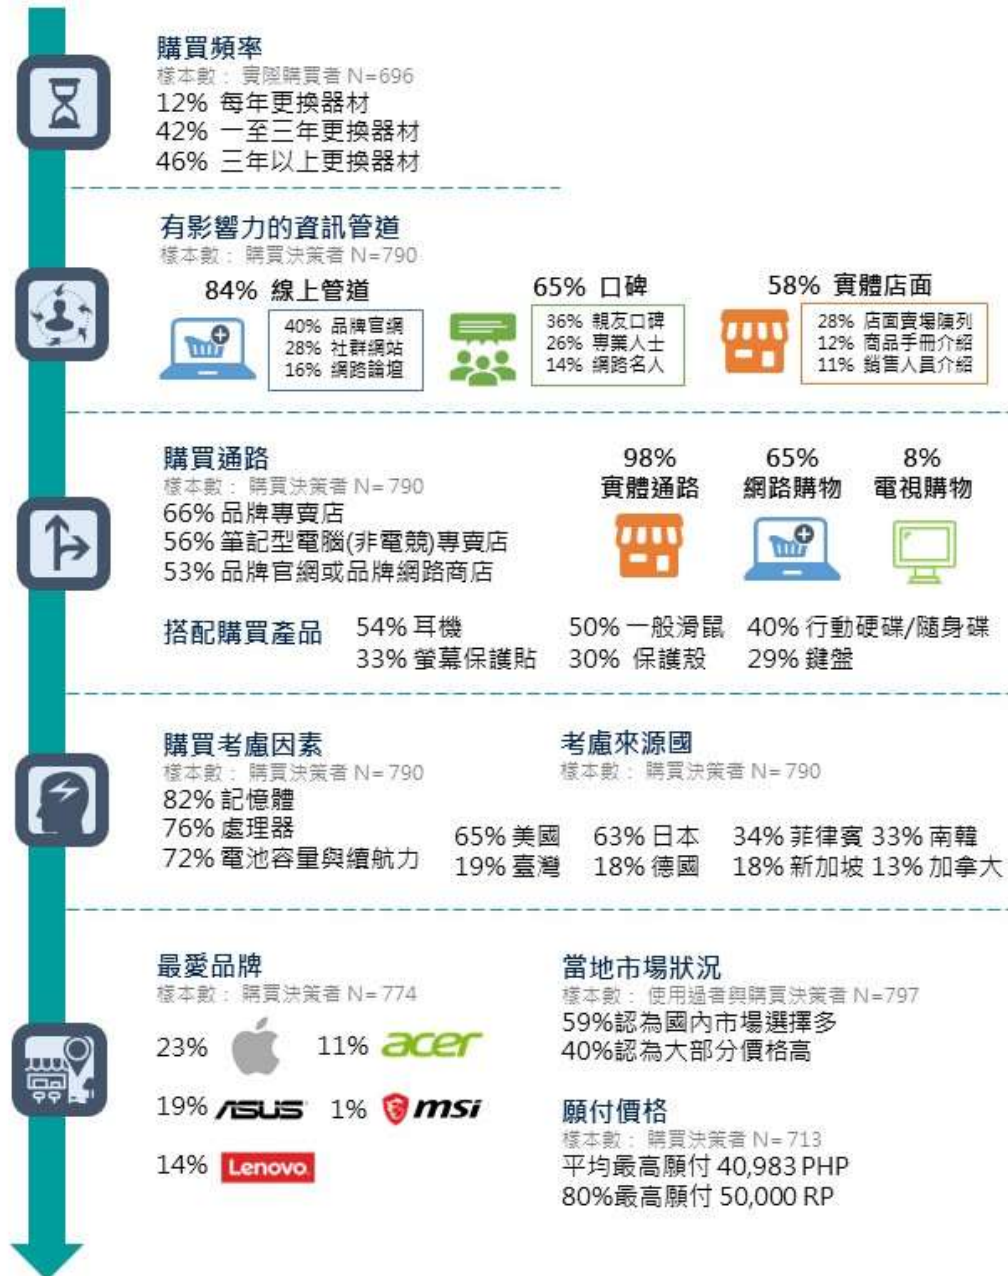 購買頻率
樣本數： 實際購買者 N=696
12% 每年更換器材
42% 一至三年更換器材
46% 三年以上更換器材
有影響力的資訊管道
樣本數： 購買決策者 N=790
84% 線上管道
40% 品牌官網
28% 社群網站
16% 網路論壇
65% 口碑
36% 親友口碑
26% 專業人士
14% 網路名人
58% 實體店面
28% 店面賣場陳列
12% 商品手冊介紹
11% 銷售人員介紹
購買通路
樣本數： 購買決策者 N=790
66% 品牌專賣店
56% 筆記型電腦(非電競)專賣店
53% 品牌官網或品牌網路商店
98%
實體通路
65%
網路購物
8%
電視購物
搭配購買產品
54% 耳機 50% 一般滑鼠 40% 行動硬碟/隨身碟
33% 螢幕保護貼 30% 保護殼 29% 鍵盤
購買考慮因素
樣本數： 購買決策者 N=790
82% 記憶體
76% 處理器
72% 電池容量與續航力
考慮來源國
樣本數： 購買決策者 N=790
65% 美國 63% 日本 34% 菲律賓 33% 南韓
19% 臺灣 18% 德國 18% 新加坡 13% 加拿大
最愛品牌
樣本數： 購買決策者 N=774
23%
11% acer
19% ASUS
1% msi
14% Lenovo.
當地市場狀況
樣本數： 使用過者與購買決策者 N=797
59%認為國內市場選擇多
40%認為大部分價格高
願付價格
樣本數： 購買決策者 N=713
平均最高願付 40,983 PHP
80%最高願付 50,000 RP